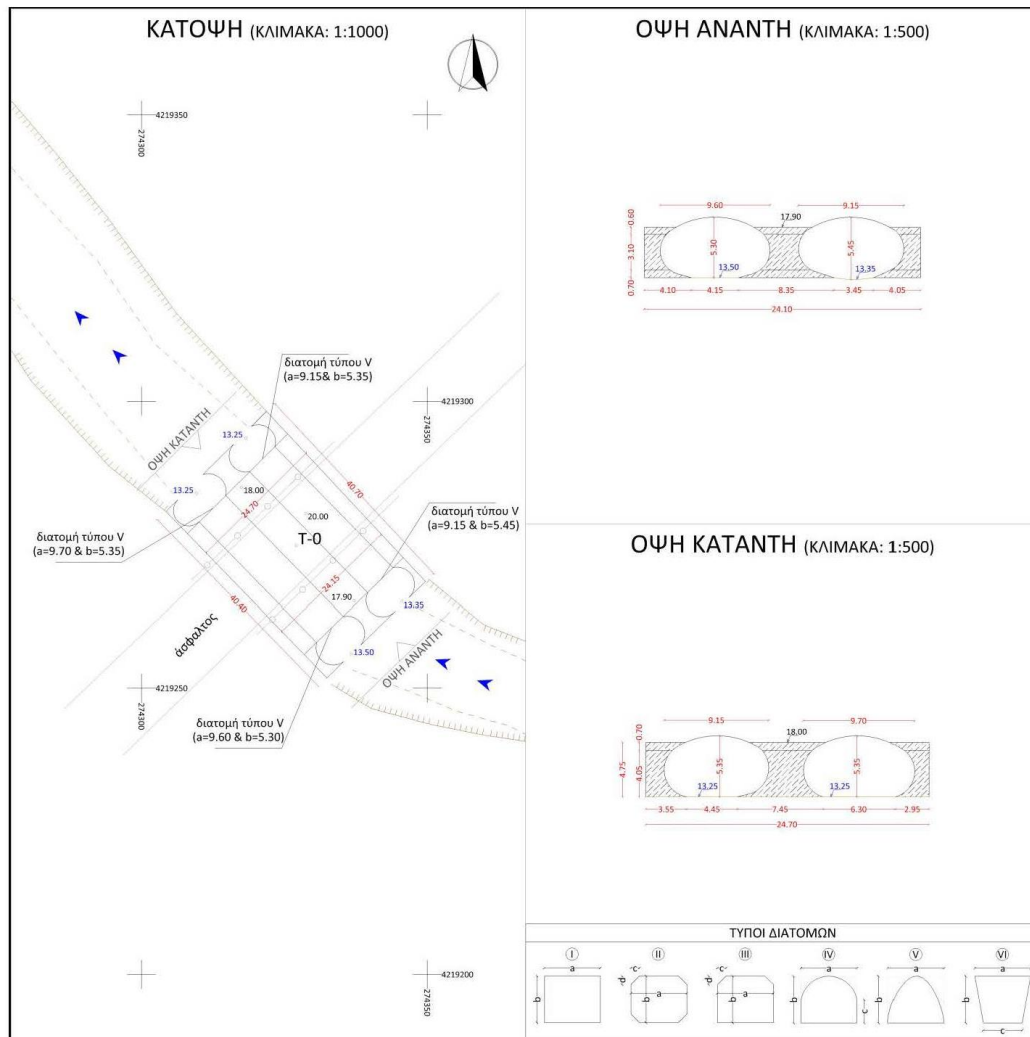 ΚΑΤΟΨΗ (ΚΛΙΜΑΚΑ: 1:1000)
4219350
274300
διατομή τύπου V
(a=9.15& b=5.35)
4219300
274350
ΟΨΗ ΚΑΤΑΝΤΗ
13.25
13.25
18.00
24.70
40.70
20.00
T-0
διατομή τύπου V
(a=9.15 & b=5.45)
διατομή τύπου V
(a=9.70 & b=5.35)
24.15
17.90
40.40
13.35
13.50
άσφαλτος
ΟΨΗ ΑΝΑΝΤΗ
4219250
274300
διατομή τύπου V
(a=9.60 & b=5.30)
4219200
274350
ΟΨΗ ΑΝΑΝΤΗ (ΚΛΙΜΑΚΑ: 1:500)
9.60
9.15
17,90
0.60
3.10
0.70
5.30
5.45
13,50
13,35
4.10
4.15
8.35
3.45
4.05
24.10
ΟΨΗ ΚΑΤΑΝΤΗ (ΚΛΙΜΑΚΑ: 1:500)
9.15
9.70
18,00
0.70
4.75
4.05
5.35
5.35
13,25
13,25
3.55
4.45
7.45
6.30
2.95
24.70
ΤΥΠΟΙ ΔΙΑΤΟΜΩΝ
I
II
III
IV
V
VI
a
b
c
d
b
a
c
d
b
a
a
b
c
a
b
a
b
c